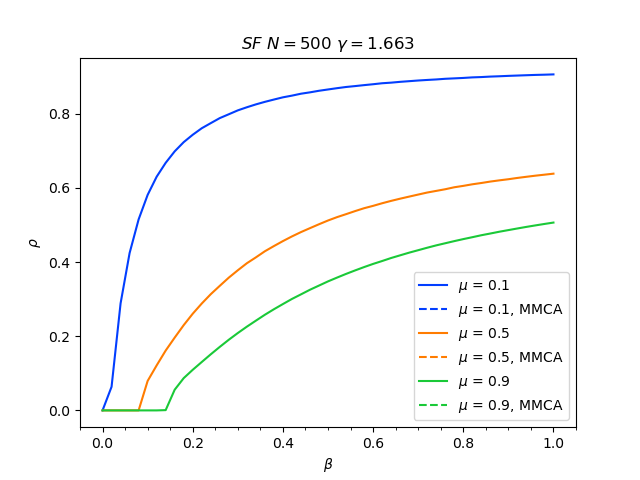 SF N = 500 γ = 1.663
ρ
0.8
0.6
0.4
0.2
0.0
μ = 0.1
μ = 0.1, MMCA
μ = 0.5
μ = 0.5, MMCA
μ = 0.9
μ = 0.9, MMCA
0.0 0.2 0.4 0.6 0.8 1.0
β